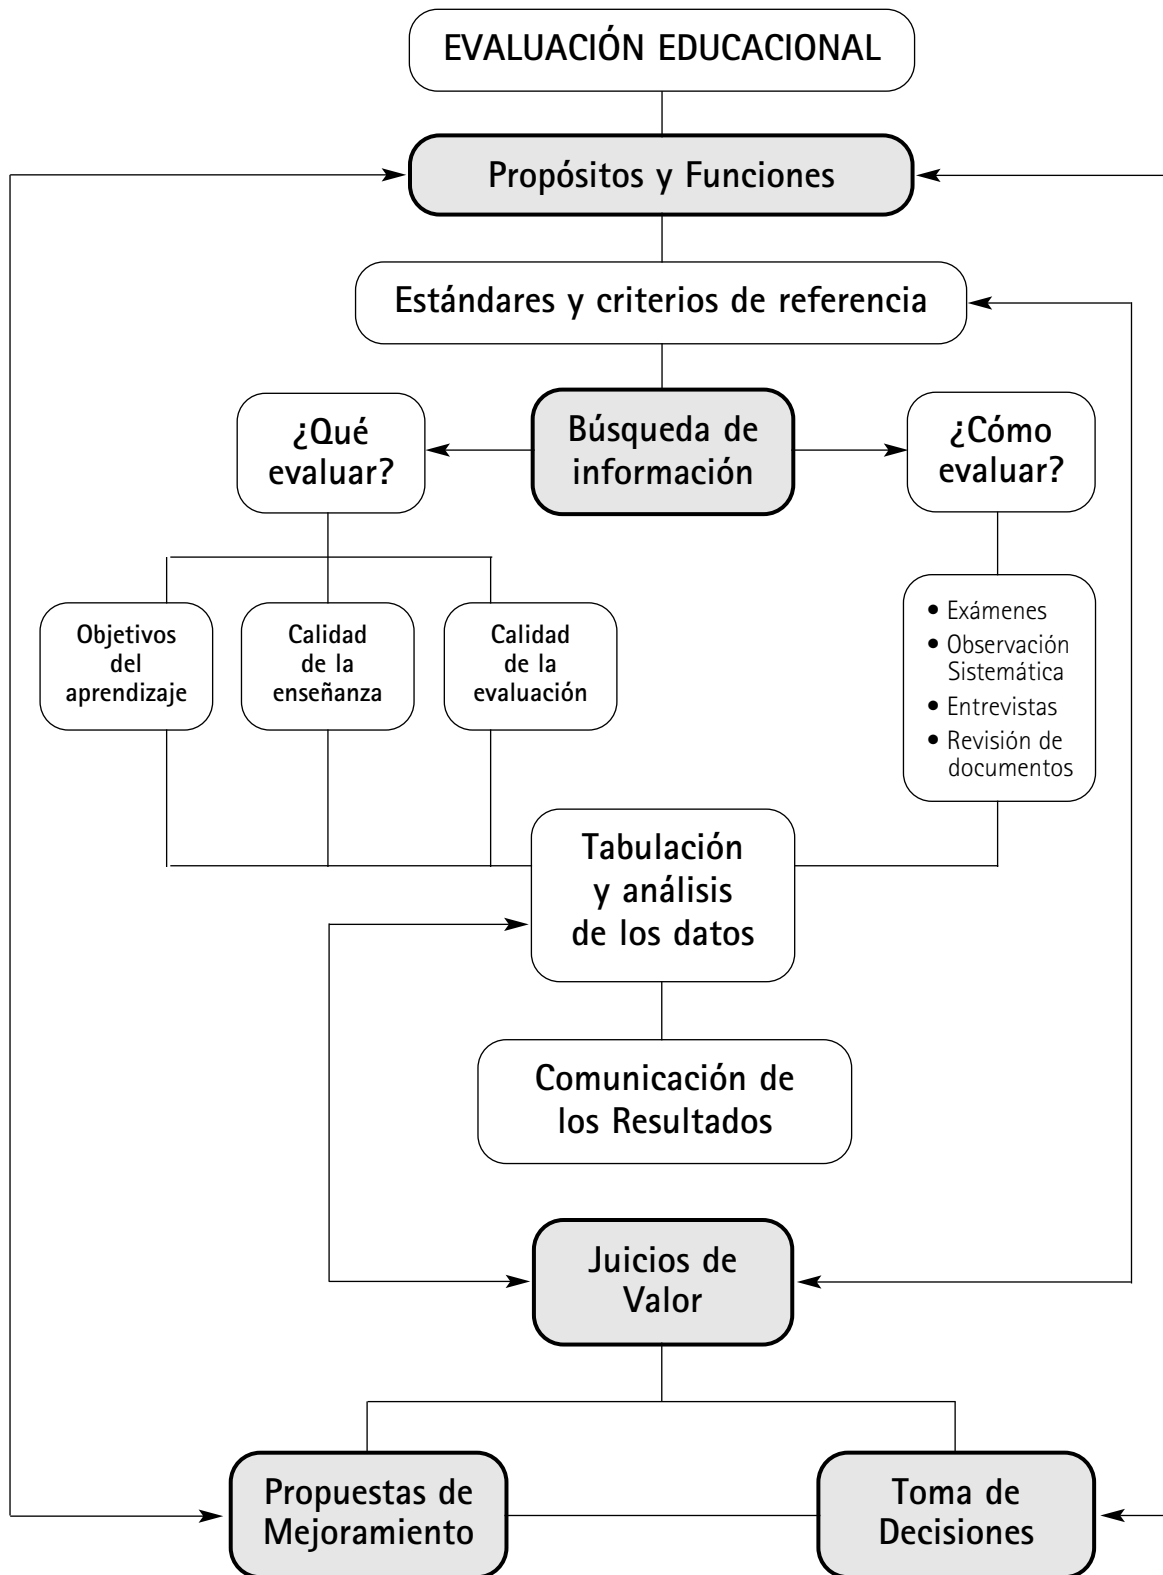 EVALUACIÓN EDUCACIONAL
Propósitos y Funciones
Estándares y criterios de referencia
¿Qué
evaluar?
Búsqueda de
información
¿Cómo
evaluar?
Objetivos
del
aprendizaje
Calidad
de la
enseñanza
Calidad
de la
evaluación
• Exámenes
• Observación
Sistemática
• Entrevistas
• Revisión de
documentos
Tabulación
y análisis
de los datos
Comunicación de
los Resultados
Juicios de
Valor
Propuestas de
Mejoramiento
Toma de
Decisiones